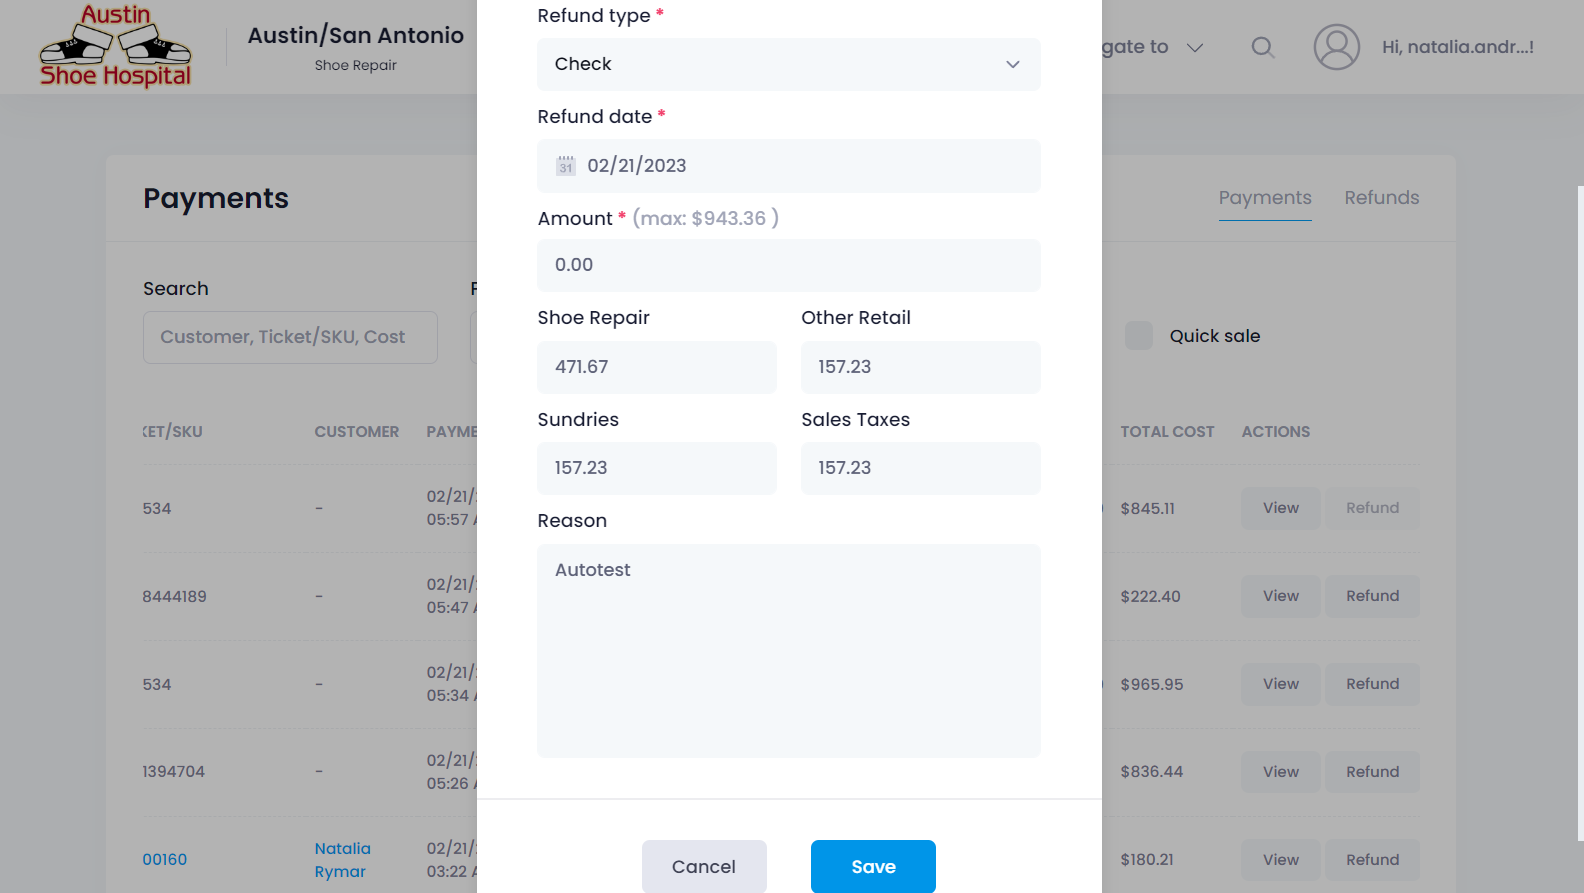 Austin
Shoe Hospital
Austin/San Antonio
Shoe Repair
gate to
Hi, natalia.andr...!
Refund type *
Check
Refund date *
31
02/21/2023
Amount * (max: $943.36 )
0.00
Shoe Repair
Other Retail
471.67
157.23
Sundries
Sales Taxes
157.23
157.23
Reason
Autotest
Cancel
Save
Payments
Payments
Refunds
Search
Customer, Ticket/SKU, Cost
Quick sale
KET/SKU
CUSTOMER
PAYME
TOTAL COST
ACTIONS
534
-
02/21/
05:57 A
$845.11
View
Refund
8444189
-
02/21/
05:47 A
$222.40
View
Refund
534
-
02/21/
05:34 A
$965.95
View
Refund
1394704
-
02/21/
05:26 A
$836.44
View
Refund
00160
Natalia
Rymar
02/21/
03:22 A
$180.21
View
Refund